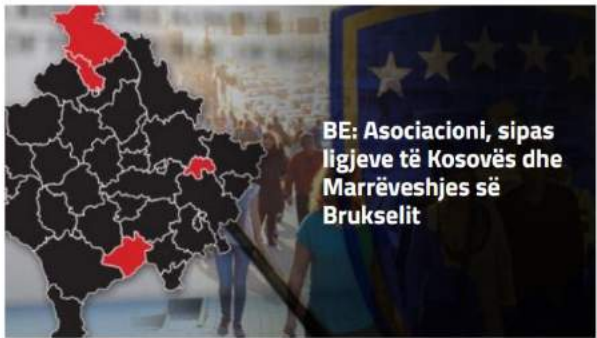 BE: Asociacioni, sipas
ligjeve të Kosovës dhe
Marrëveshjes së
Brukselit